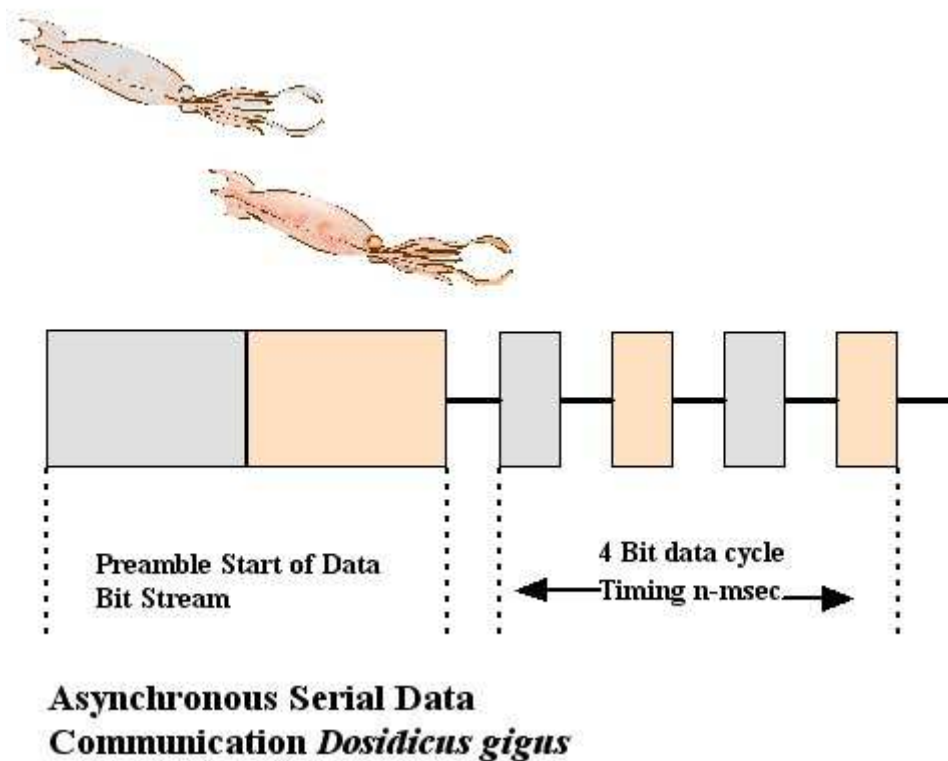 Preamble Start of Data
Bit Stream
4 Bit data cycle
Timing n-msec
Asynchronous Serial Data
Communication Dosidicus gigus